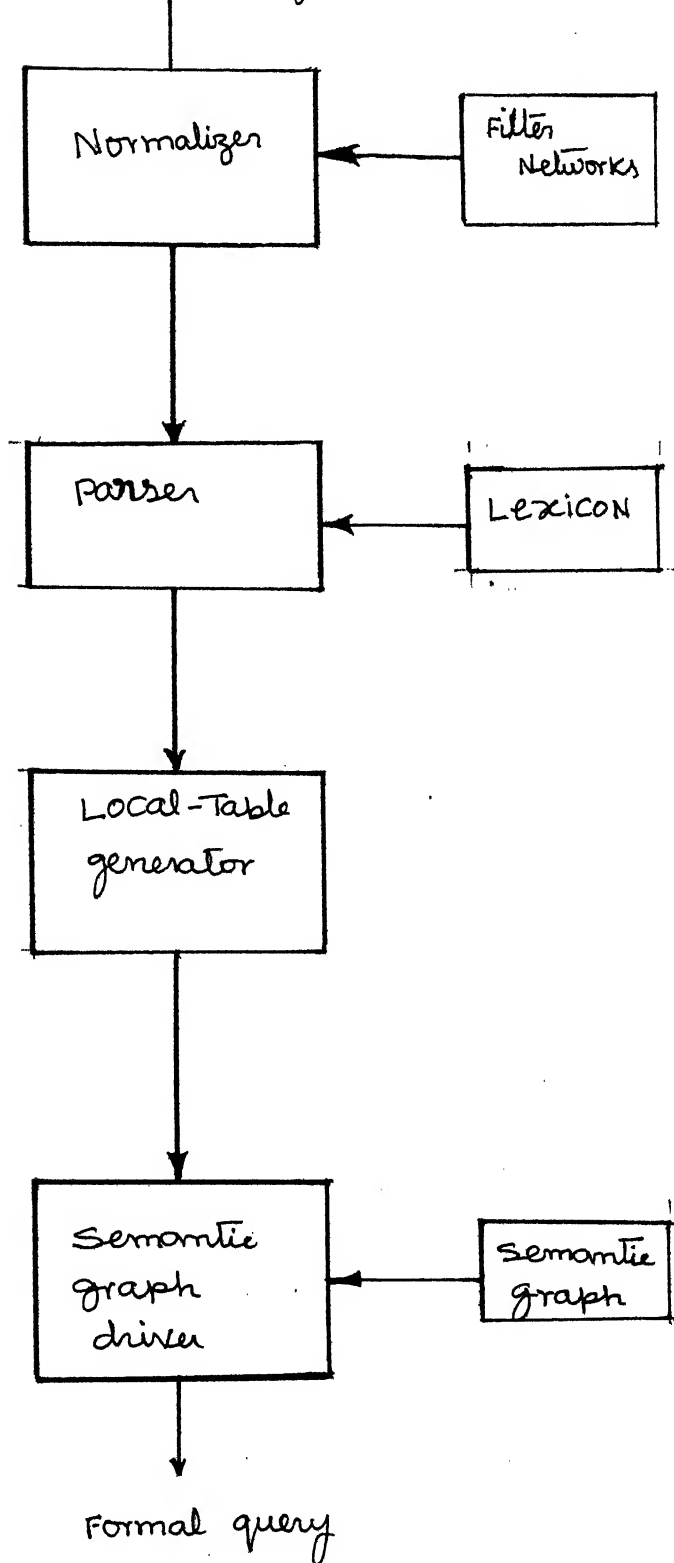 Normalizer
Filter
Networks
Parser
Lexicon
Local-Table
generator
Semantic
graph
driver
Semantic
graph
Formal query